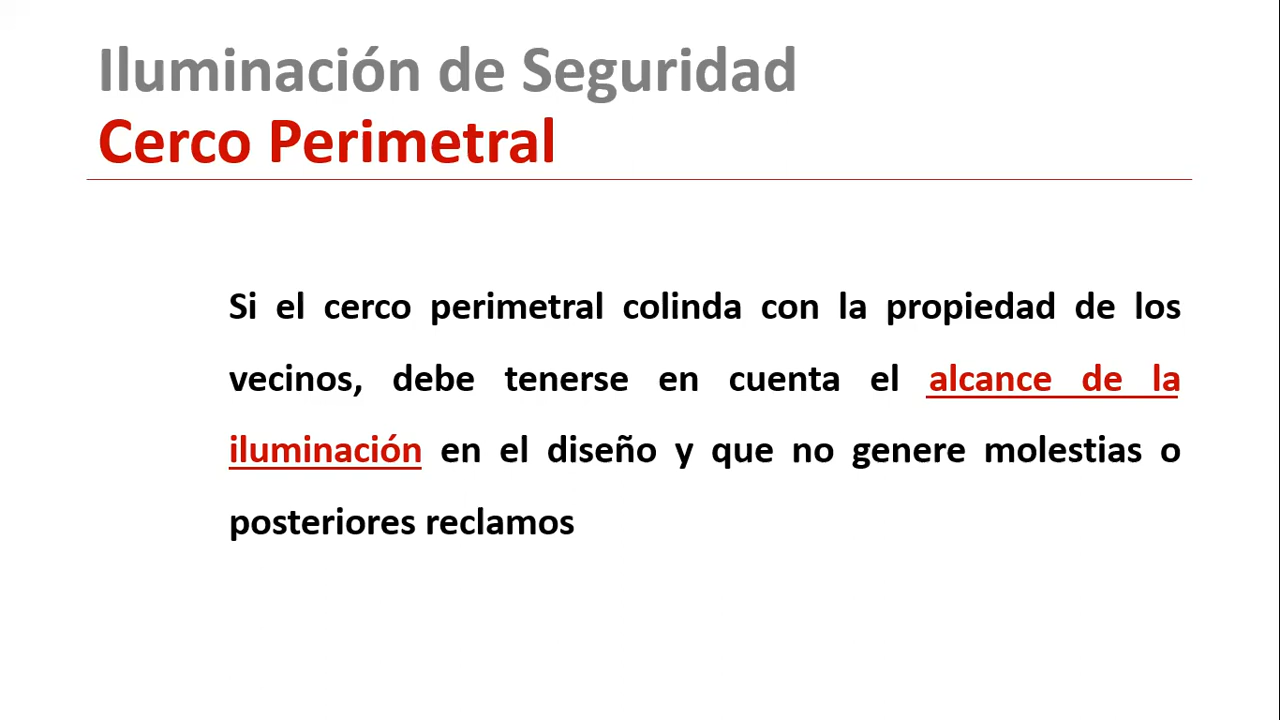 Iluminación de Seguridad
Cerco Perimetral
Si el cerco perimetral colinda con la propiedad de los
vecinos, debe tenerse en cuenta el alcance de la
iluminación en el diseño y que no genere molestias o
posteriores reclamos